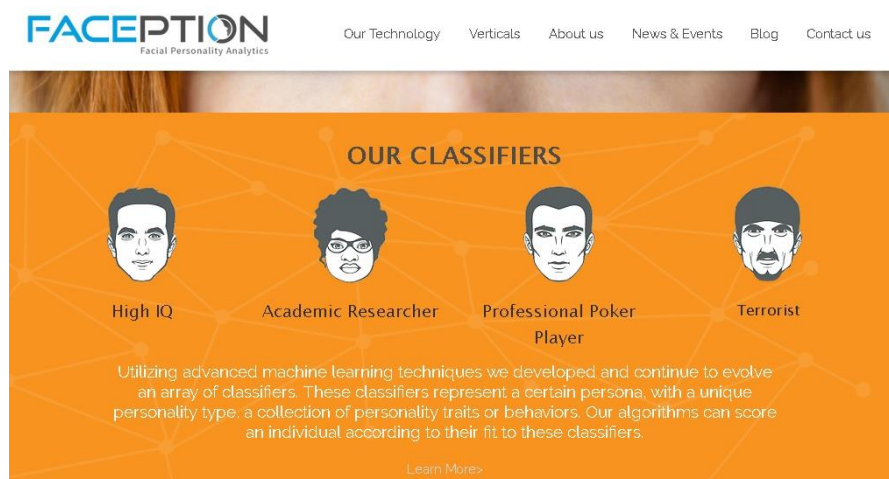 FACEPTION
Facial Personality Analytics
Our Technology Verticals About us News & Events Blog Contact us
OUR CLASSIFIERS
High IQ
Academic Researcher
Professional Poker
Player
Terrorist
Utilizing advanced machine learning techniques we developed and continue to evolve
an array of classifiers. These classifiers represent a certain persona, with a unique
personality type, a collection of personality traits or behaviors. Our algorithms can score
an individual according to their fit to these classifiers.
Learn More>